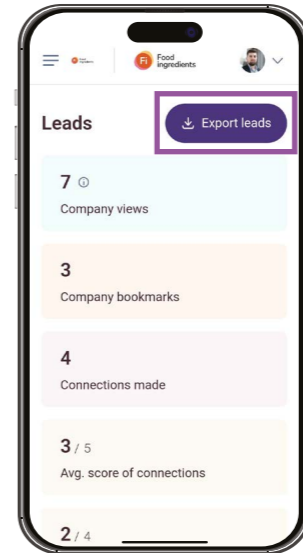 Fi
Food
ingredients
Leads
Export leads
7
Company views
3
Company bookmarks
4
Connections made
3 / 5
Avg. score of connections
2 / 4